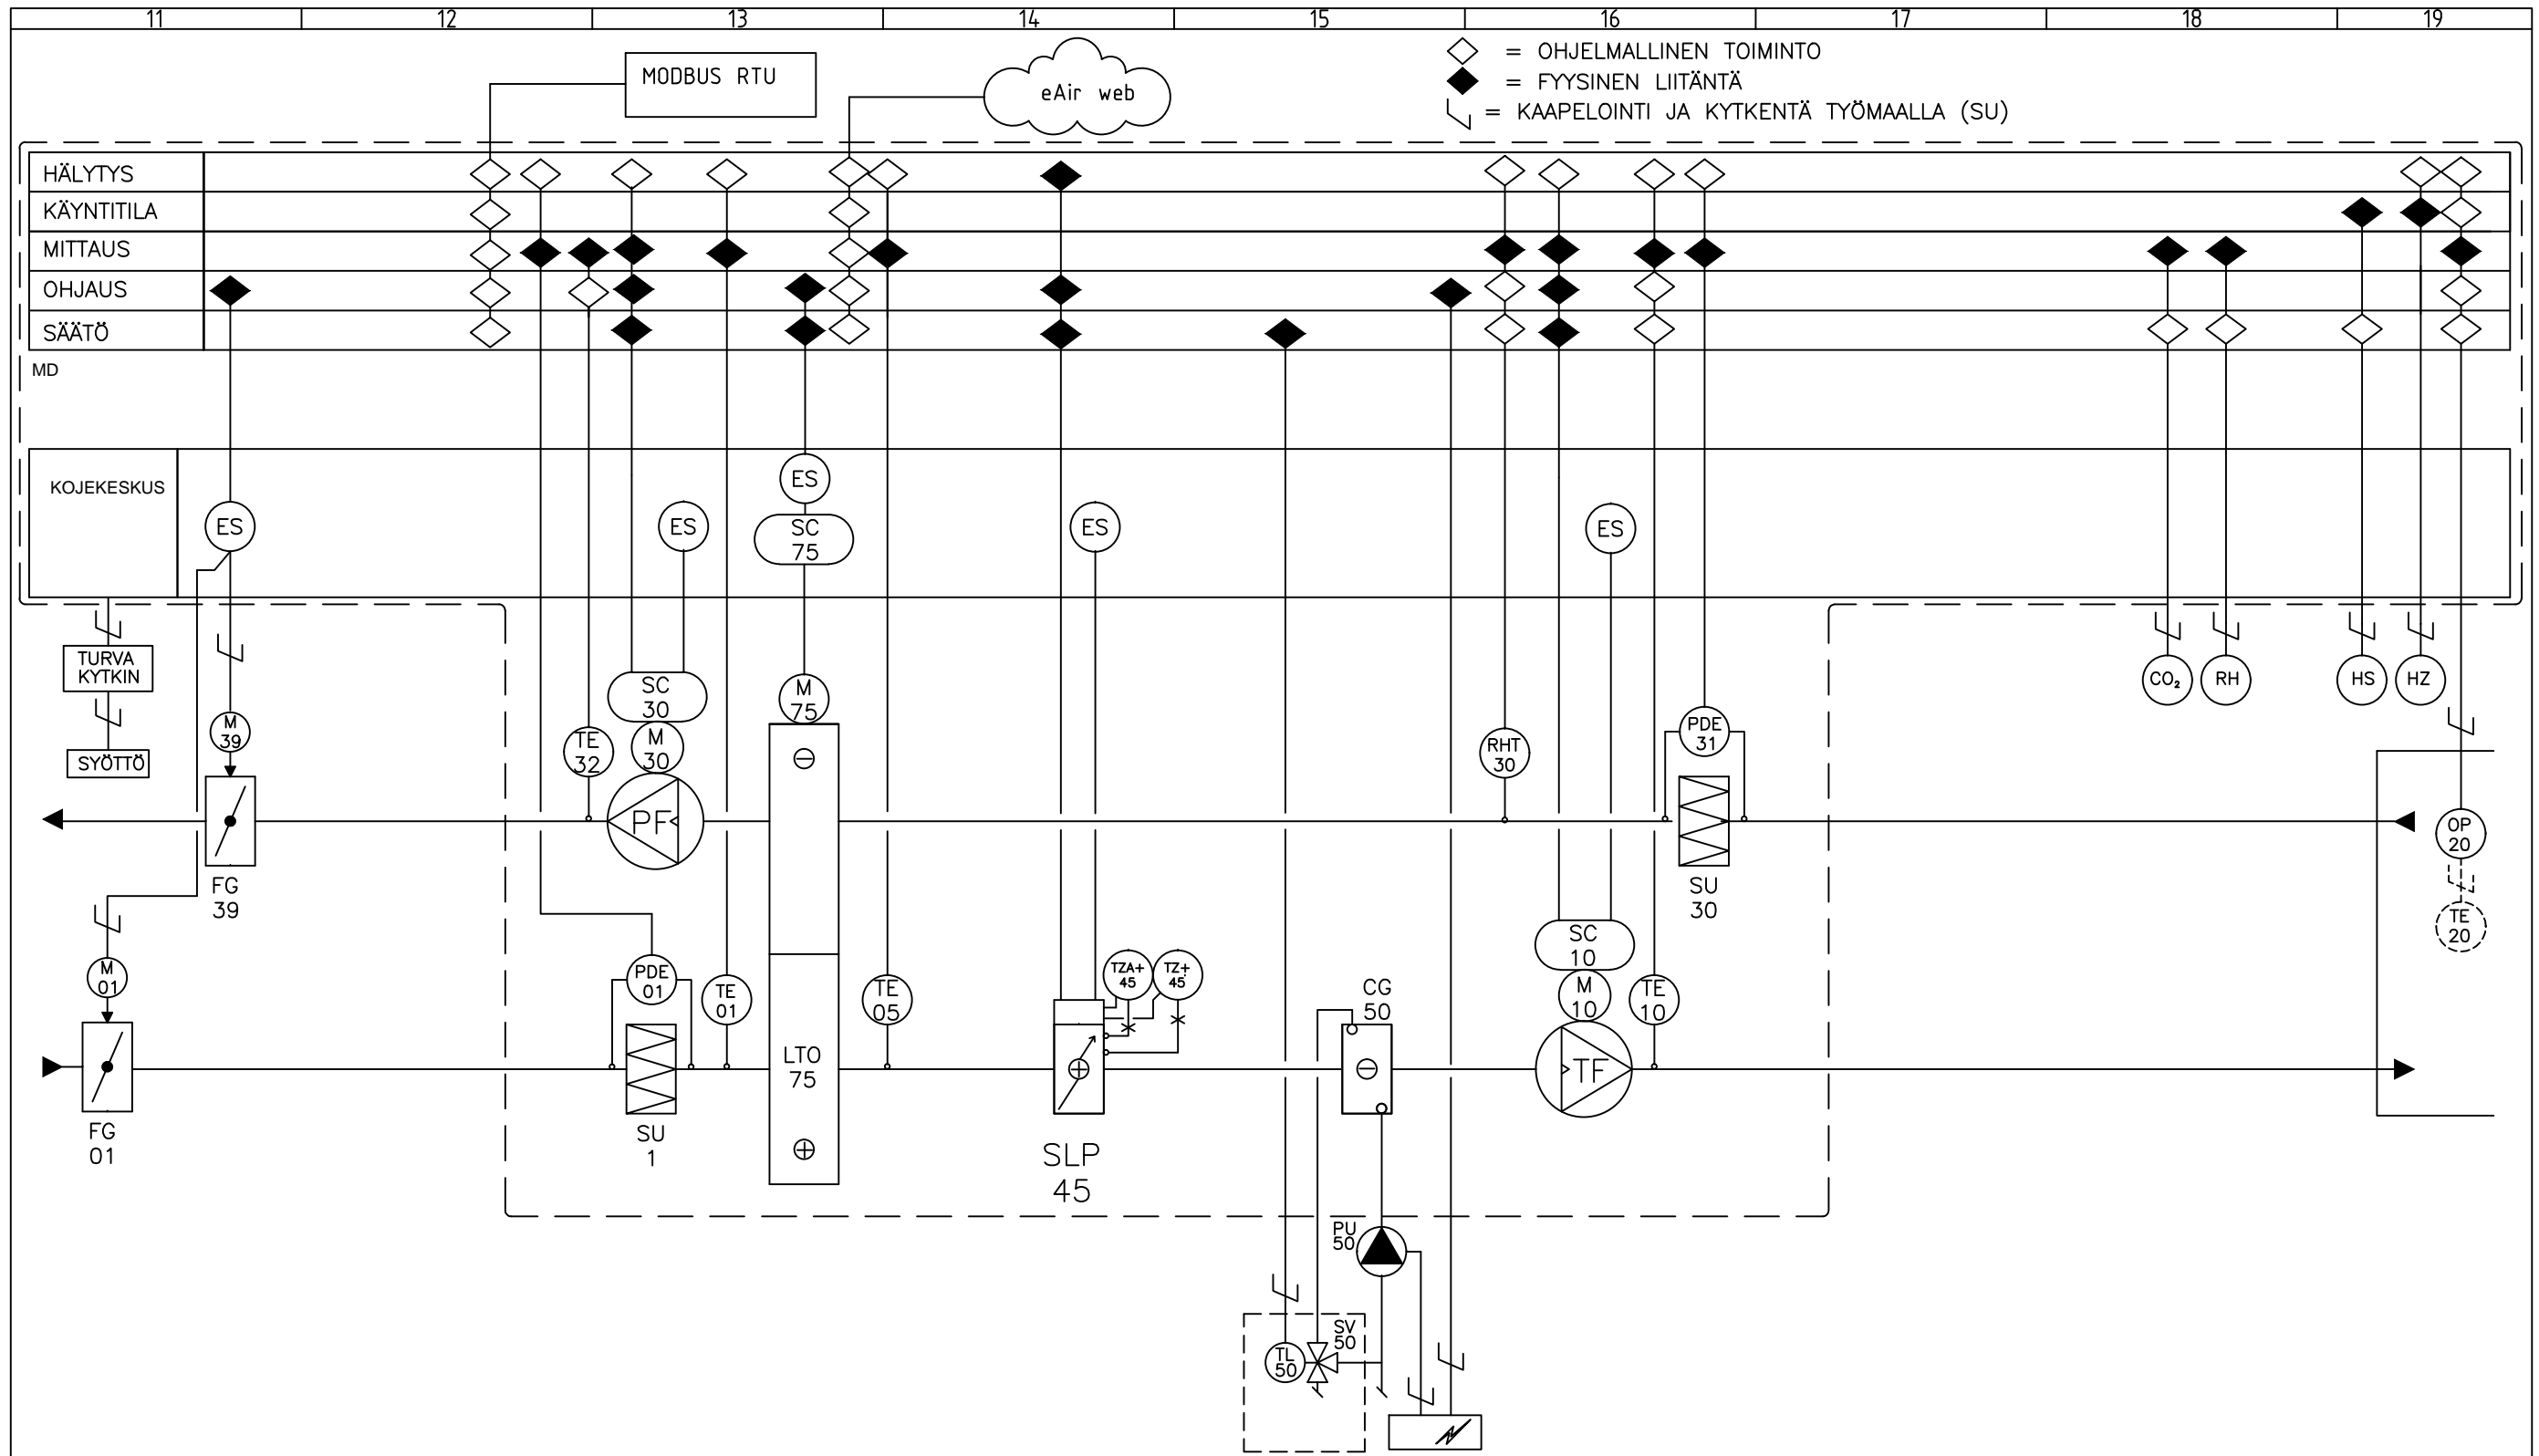 11 12 13 14 15 16 17 18 19
MODBUS RTU
eAir web
= OHJELMALLINEN TOIMINTO
= FYYSINEN LIITÄNTÄ
= KAAPELOINTI JA KYTKENTÄ TYÖMAALLA (SU)
HÄLYTYS
KÄYNTITILA
MITTAUS
OHJAUS
SÄÄTÖ
MD
KOJEKESKUS
ES
ES
ES
SC
75
ES
ES
TURVA
KYTKIN
SYÖTTÖ
M
39
FG
39
M
01
FG
01
TE
32
SC
30
M
30
PF
M
75
LTO
75
PDE
01
SU
1
TE
01
TE
05
TZA+
45
TZ+
45
SLP
45
CG
50
PU
50
SV
50
TL
50
RHT
30
SC
10
M
10
TF
TE
10
PDE
31
SU
30
CO₂
RH
HS
HZ
OP
20
TE
20